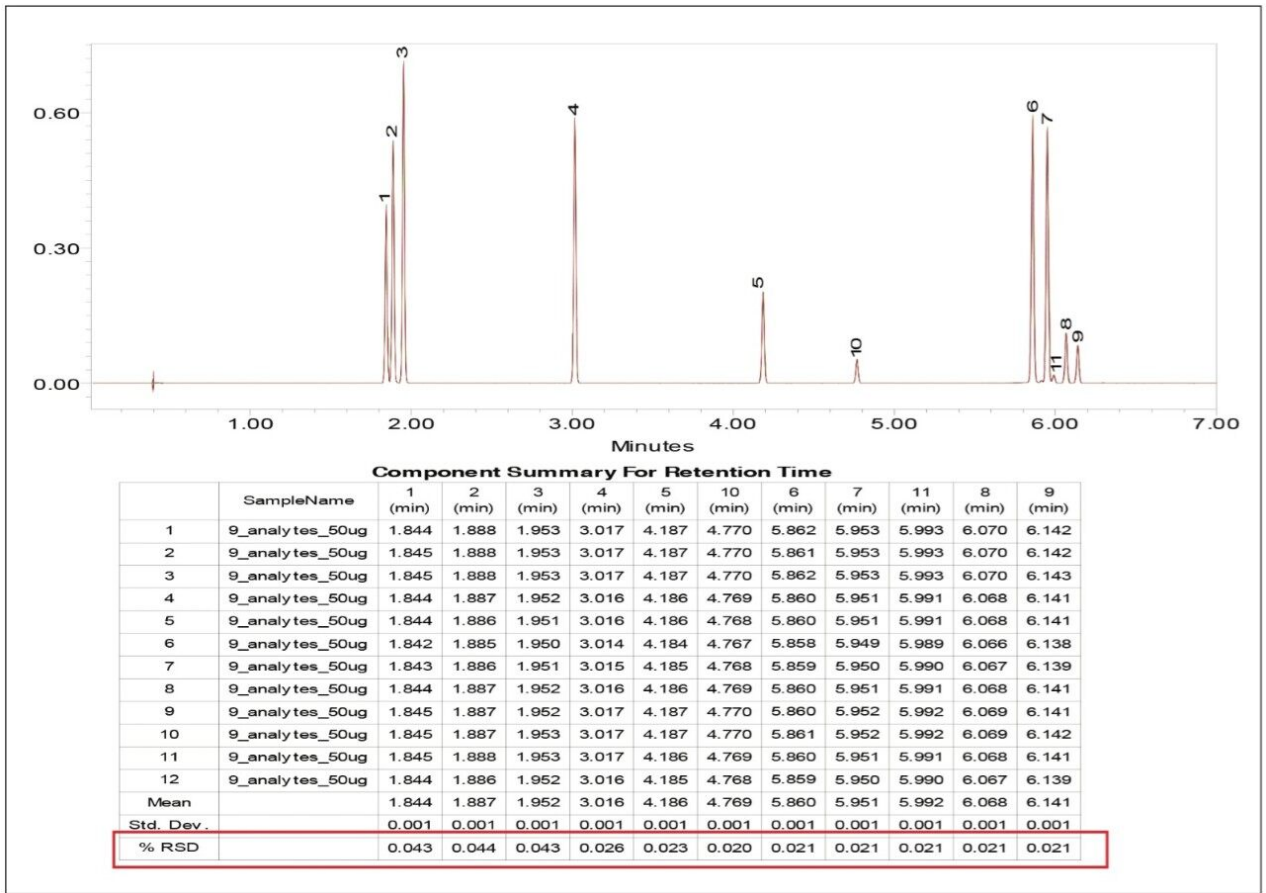 3
0.60
4
6
7
2
1
0.30
5
8
9
10
11
0.00
1.00 2.00 3.00 4.00 5.00 6.00 7.00
Minutes
Component Summary For Retention Time
SampleName 1 (min) 2 (min) 3 (min) 4 (min) 5 (min) 10 (min) 6 (min) 7 (min) 11 (min) 8 (min) 9 (min)
1 9_analytes_50ug 1.844 1.888 1.953 3.017 4.187 4.770 5.862 5.953 5.993 6.070 6.142
2 9_analytes_50ug 1.845 1.888 1.953 3.017 4.187 4.770 5.861 5.953 5.993 6.070 6.142
3 9_analytes_50ug 1.845 1.888 1.953 3.017 4.187 4.770 5.862 5.953 5.993 6.070 6.143
4 9_analytes_50ug 1.844 1.887 1.952 3.016 4.186 4.769 5.860 5.951 5.991 6.068 6.141
5 9_analytes_50ug 1.844 1.886 1.951 3.016 4.186 4.768 5.860 5.951 5.991 6.068 6.141
6 9_analytes_50ug 1.842 1.885 1.950 3.014 4.184 4.767 5.858 5.949 5.989 6.066 6.138
7 9_analytes_50ug 1.843 1.886 1.951 3.015 4.185 4.768 5.859 5.950 5.990 6.067 6.139
8 9_analytes_50ug 1.844 1.887 1.952 3.016 4.186 4.769 5.860 5.951 5.991 6.068 6.141
9 9_analytes_50ug 1.845 1.887 1.952 3.017 4.187 4.770 5.860 5.952 5.992 6.069 6.141
10 9_analytes_50ug 1.845 1.887 1.953 3.017 4.187 4.770 5.861 5.952 5.992 6.069 6.142
11 9_analytes_50ug 1.845 1.888 1.953 3.017 4.186 4.769 5.860 5.951 5.991 6.068 6.141
12 9_analytes_50ug 1.844 1.886 1.952 3.016 4.185 4.768 5.859 5.950 5.990 6.067 6.139
Mean 1.844 1.887 1.952 3.016 4.186 4.769 5.860 5.951 5.992 6.068 6.141
Std. Dev. 0.001 0.001 0.001 0.001 0.001 0.001 0.001 0.001 0.001 0.001 0.001
% RSD 0.043 0.044 0.043 0.026 0.023 0.020 0.021 0.021 0.021 0.021 0.021